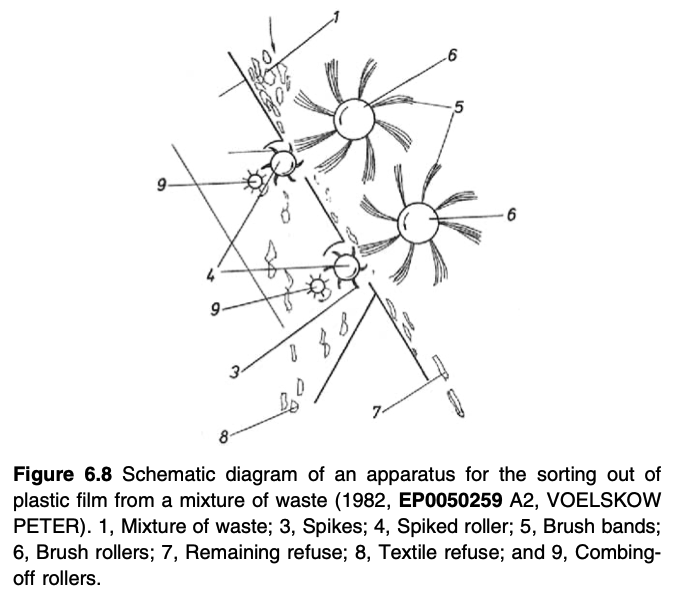 1
6
5
9
6
4
9
3
7
8
Figure 6.8 Schematic diagram of an apparatus for the sorting out of
plastic film from a mixture of waste (1982, EP0050259 A2, VOELSKOW
PETER). 1, Mixture of waste; 3, Spikes; 4, Spiked roller; 5, Brush bands;
6, Brush rollers; 7, Remaining refuse; 8, Textile refuse; and 9, Combing-
off rollers.